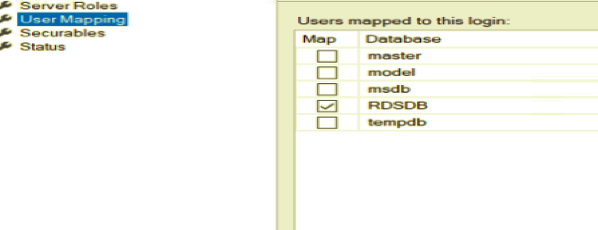 Server Roles
User Mapping
Securables
Status
Users mapped to this login:
Map Database
master
model
msdb
RDSDB
tempdb